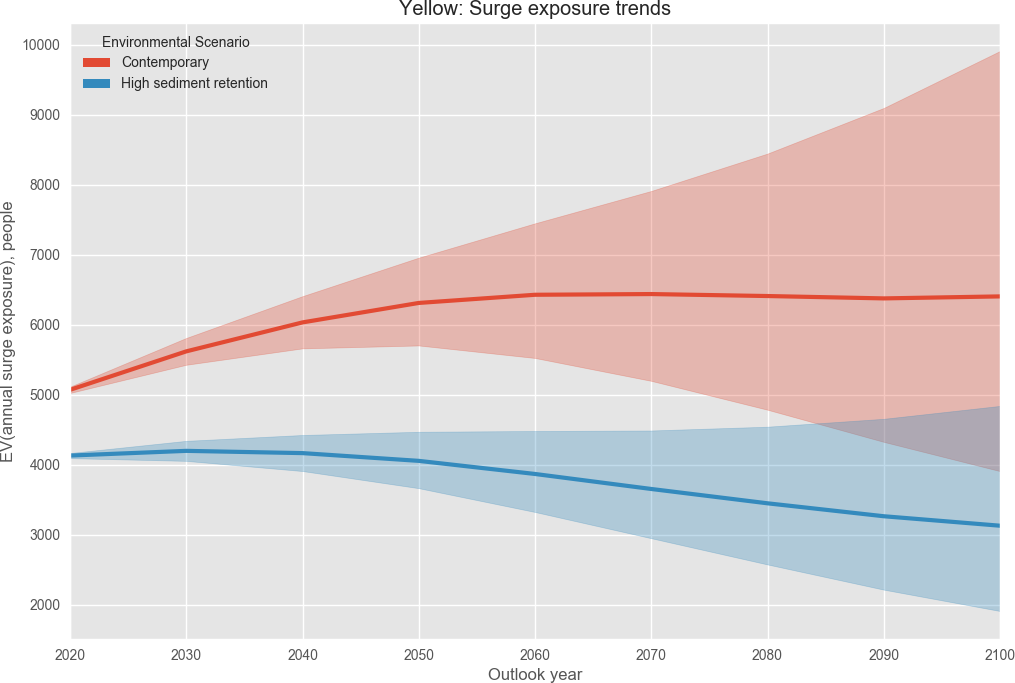 Yellow: Surge exposure trends
Environmental Scenario
Contemporary
High sediment retention
EV(annual surge exposure), people
10000
9000
8000
7000
6000
5000
4000
3000
2000
2020 2030 2040 2050 2060 2070 2080 2090 2100
Outlook year